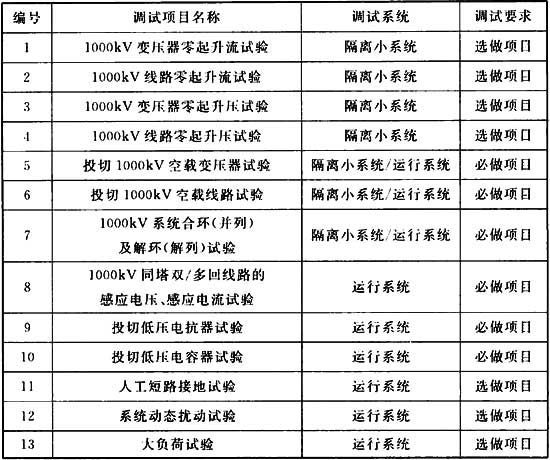 编号 调试项目名称 调试系统 调试要求
1 1000kV 变压器零起升流试验 隔离小系统 选做项目
2 1000kV 线路零起升流试验 隔离小系统 选做项目
3 1000kV 变压器零起升压试验 隔离小系统 选做项目
4 1000kV 线路零起升压试验 隔离小系统 选做项目
5 投切 1000kV 空载变压器试验 隔离小系统/运行系统 必做项目
6 投切 1000kV 空载线路试验 隔离小系统/运行系统 必做项目
7 1000kV 系统合环(并列)
及解环(解列)试验 隔离小系统/运行系统 必做项目
8 1000kV 同塔双/多回线路的
感应电压、感应电流试验 运行系统 必做项目
9 投切低压电抗器试验 运行系统 必做项目
10 投切低压电容器试验 运行系统 必做项目
11 人工短路接地试验 运行系统 选做项目
12 系统动态扰动试验 运行系统 选做项目
13 大负荷试验 运行系统 选做项目